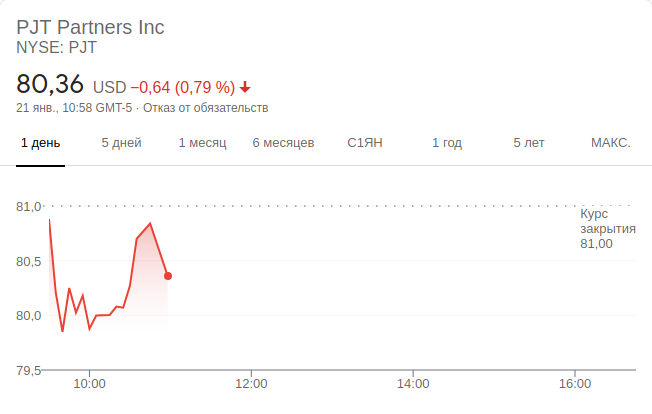 PJT Partners Inc
NYSE: PJT
80,36 USD −0,64 (0,79 %)
21 янв., 10:58 GMT-5 · Отказ от обязательств
1 день 5 дней 1 месяц 6 месяцев С1ЯН 1 год 5 лет МАКС.
81,0
Курс
закрытия
81,00
80,5
80,0
79,5
10:00 12:00 14:00 16:00